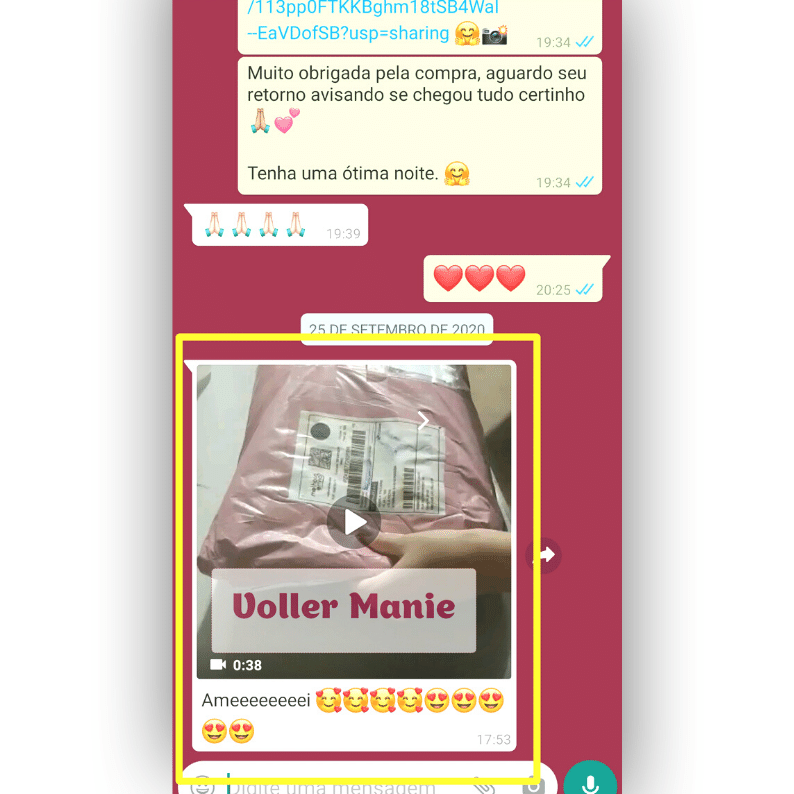 /113pp0FTKKBghm18tSB4Wal
--EaVDofSB?usp=sharing 🤗📸
19:34
Muito obrigada pela compra, aguardo seu
retorno avisando se chegou tudo certinho
🙏🏻💕
Tenha uma ótima noite. 🤗
19:34
🙏🏻🙏🏻🙏🏻🙏🏻
19:39
❤️❤️❤️
20:25
25 DE SETEMBRO DE 2020
Voller Manie
0:38
Ameeeeeeeei 🥰🥰🥰🥰😍😍😍
😍😍
17:53
Digite uma mensagem